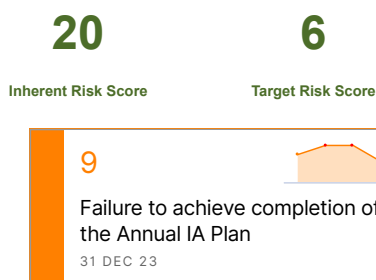 20 6
Inherent Risk Score Target Risk Score
9
Failure to achieve completion of
the Annual IA Plan
31 DEC 23